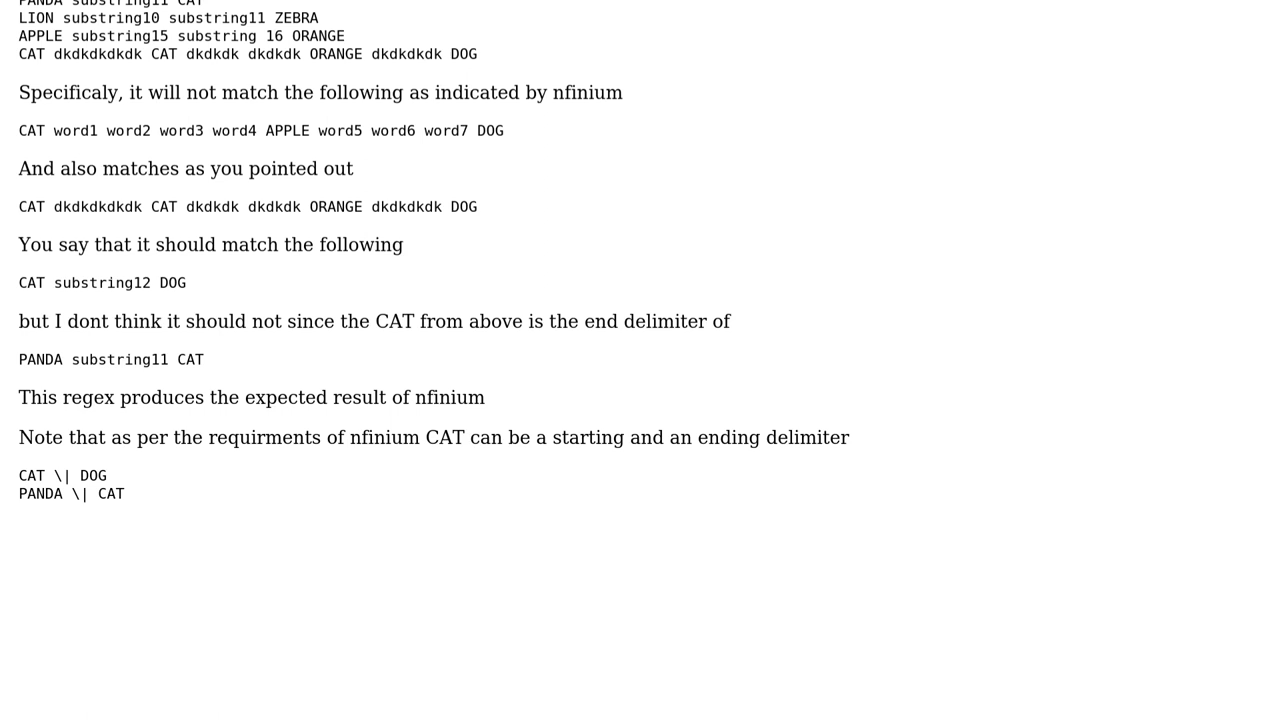 PANDA substring11 CAT
LION substring10 substring11 ZEBRA
APPLE substring15 substring 16 ORANGE
CAT dkdkdkdkdk CAT dkdkdk dkdkdk ORANGE dkdkdkdk DOG
Specificaly, it will not match the following as indicated by nfinium
CAT word1 word2 word3 word4 APPLE word5 word6 word7 DOG
And also matches as you pointed out
CAT dkdkdkdkdk CAT dkdkdk dkdkdk ORANGE dkdkdkdk DOG
You say that it should match the following
CAT substring12 DOG
but I dont think it should not since the CAT from above is the end delimiter of
PANDA substring11 CAT
This regex produces the expected result of nfinium
Note that as per the requirments of nfinium CAT can be a starting and an ending delimiter
CAT \| DOG
PANDA \| CAT